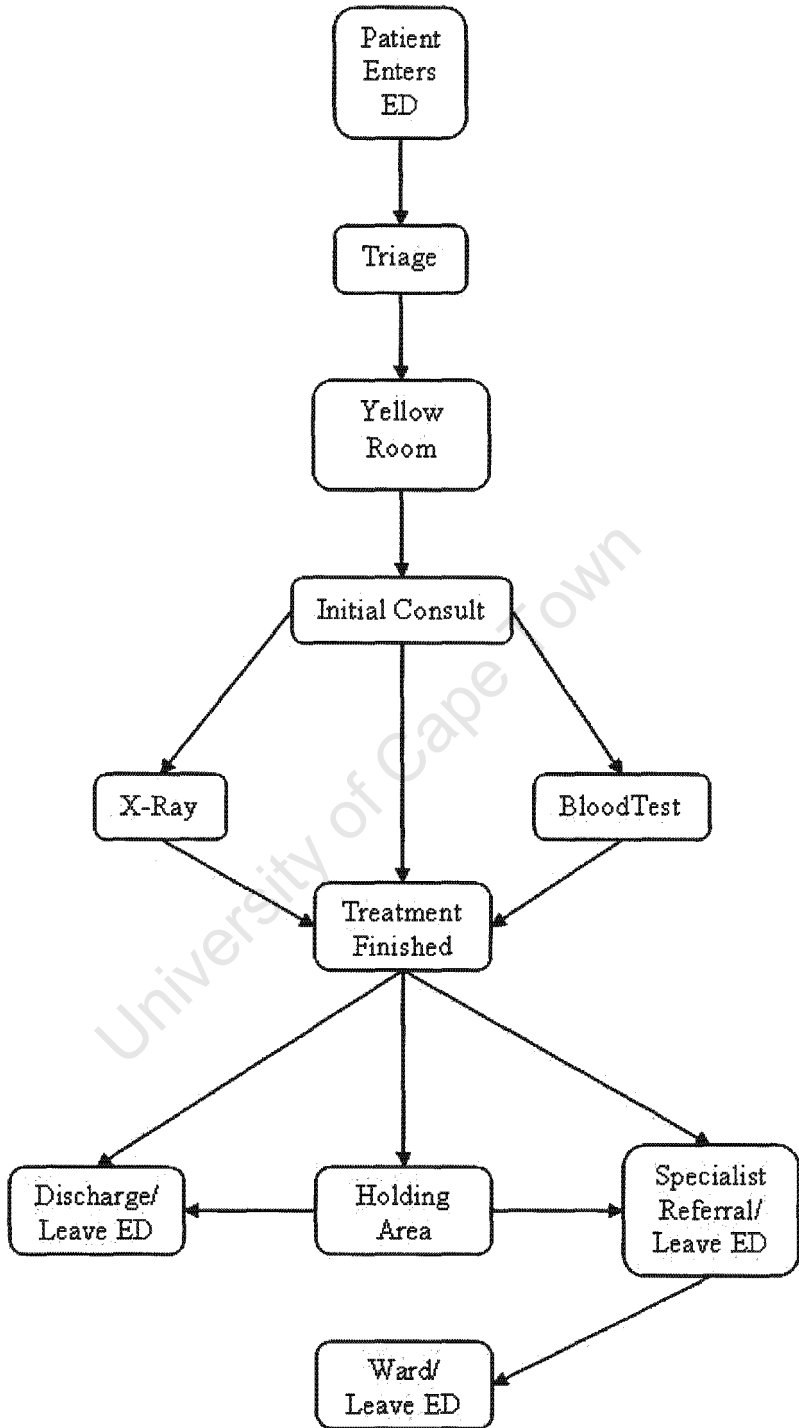 Patient
Enters
ED
Triage
Yellow
Room
Initial Consult
X-Ray
BloodTest
Treatment
Finished
Discharge/
Leave ED
Holding
Area
Specialist
Referral/
Leave ED
Ward/
Leave ED
University of Cape Town